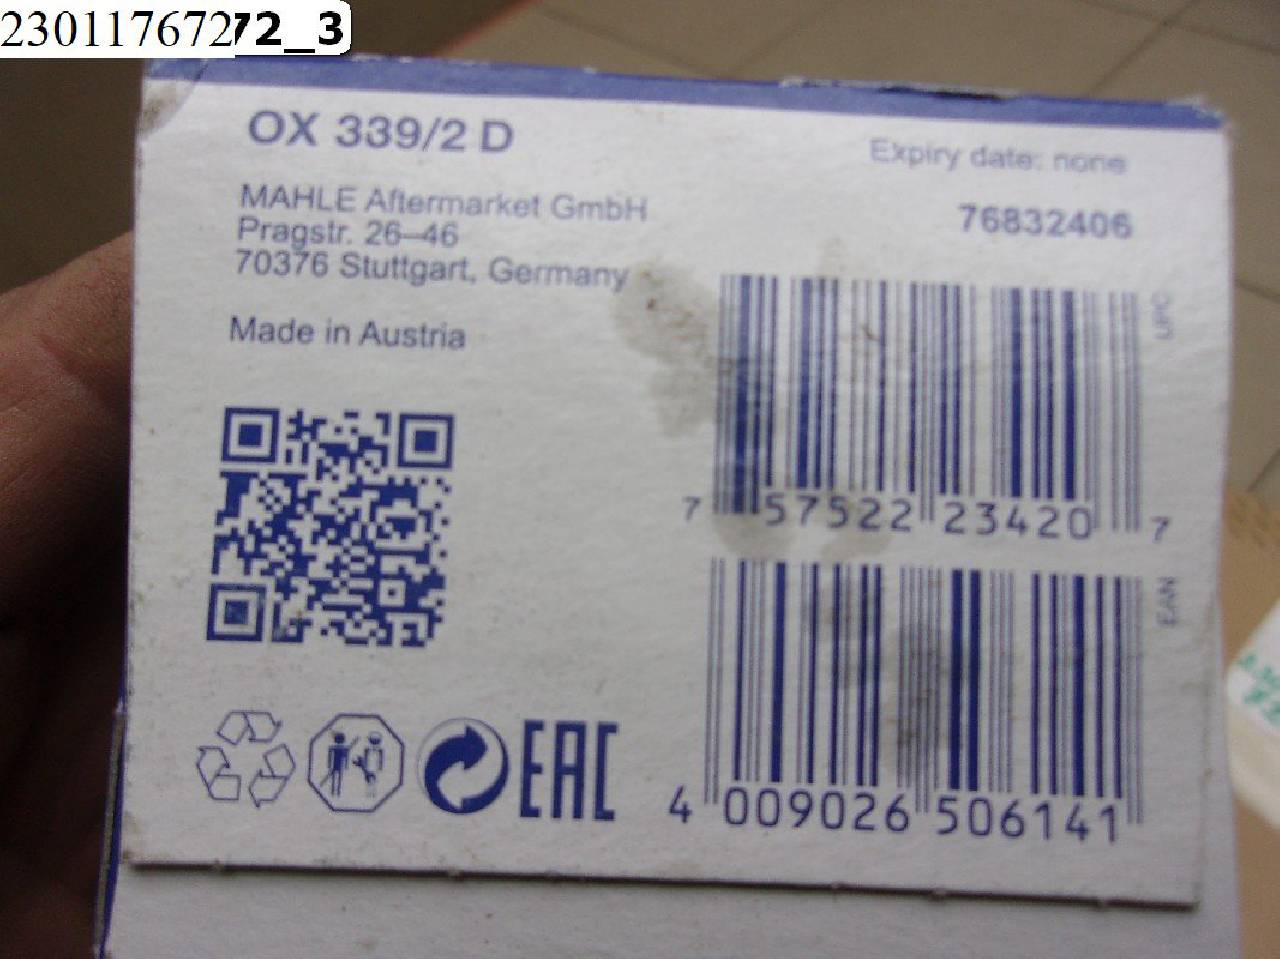 23011767272_3
OX 339/2 D
Expiry date: none
MAHLE Aftermarket GmbH
Pragstr. 26–46
70376 Stuttgart, Germany
76832406
Made in Austria
UPC
7 57522 23420 7
EAN
4 009026 506141
EAC